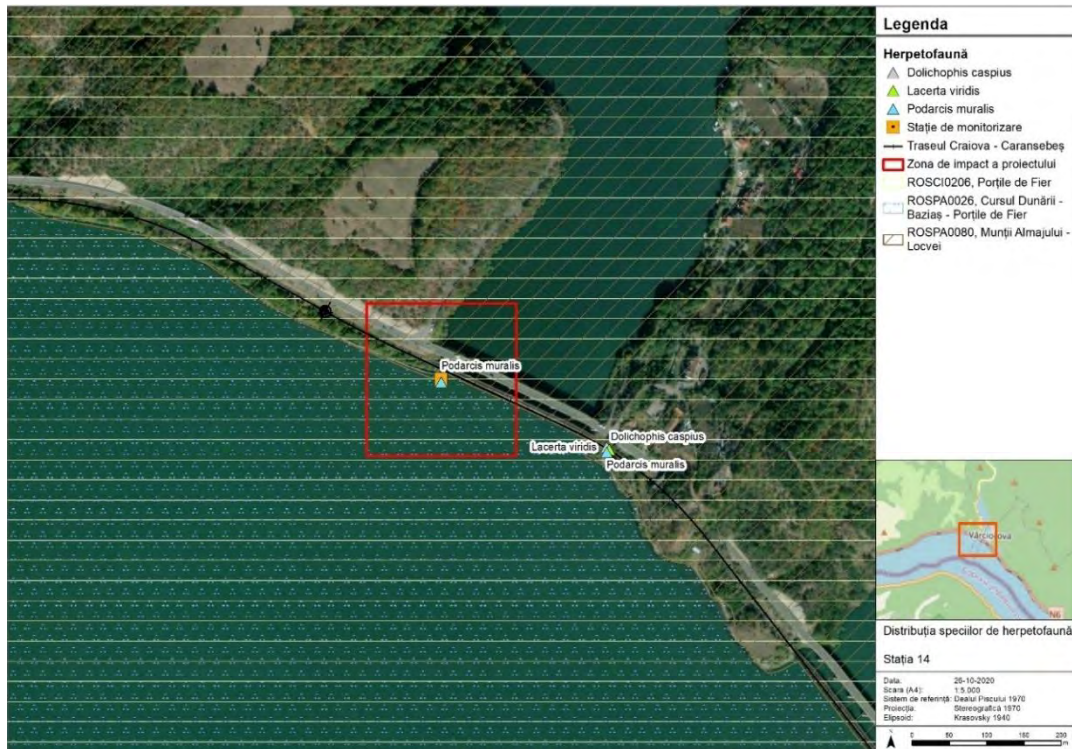 Legenda
Herpetofaună
Dolichophis caspius
Lacerta viridis
Podarcis muralis
Stație de monitorizare
Traseul Craiova - Caransebeș
Zona de impact a proiectului
ROSCI0206, Porțile de Fier
ROSPA0026, Cursul Dunării -
Baziaș - Porțile de Fier
ROSPA0080, Munții Almajului -
Locvei
Podarcis muralis
Dolichophis caspius
Lacerta viridis
Podarcis muralis
Vârciorova
N6
Distribuția speciilor de herpetofaună
Stația 14
Data: 26-10-2020
Scara (A4): 1:5.000
Sistem de referință: Dealul Piscului 1970
Proiecția: Stereografică 1970
Elipsoid: Krasovsky 1940
0 50 100 150 200
m